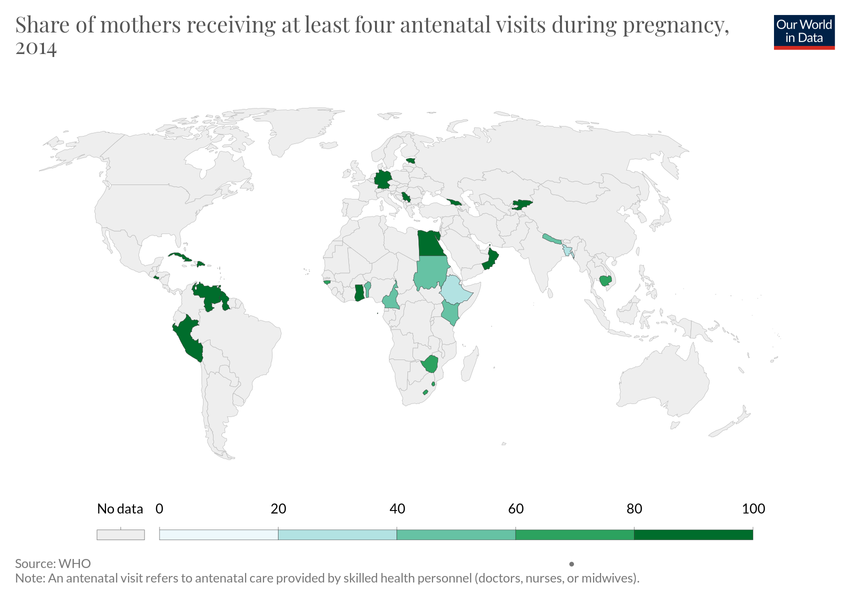 Share of mothers receiving at least four antenatal visits during pregnancy,
2014
Our World
in Data
No data 0 20 40 60 80 100
Source: WHO
Note: An antenatal visit refers to antenatal care provided by skilled health personnel (doctors, nurses, or midwives).